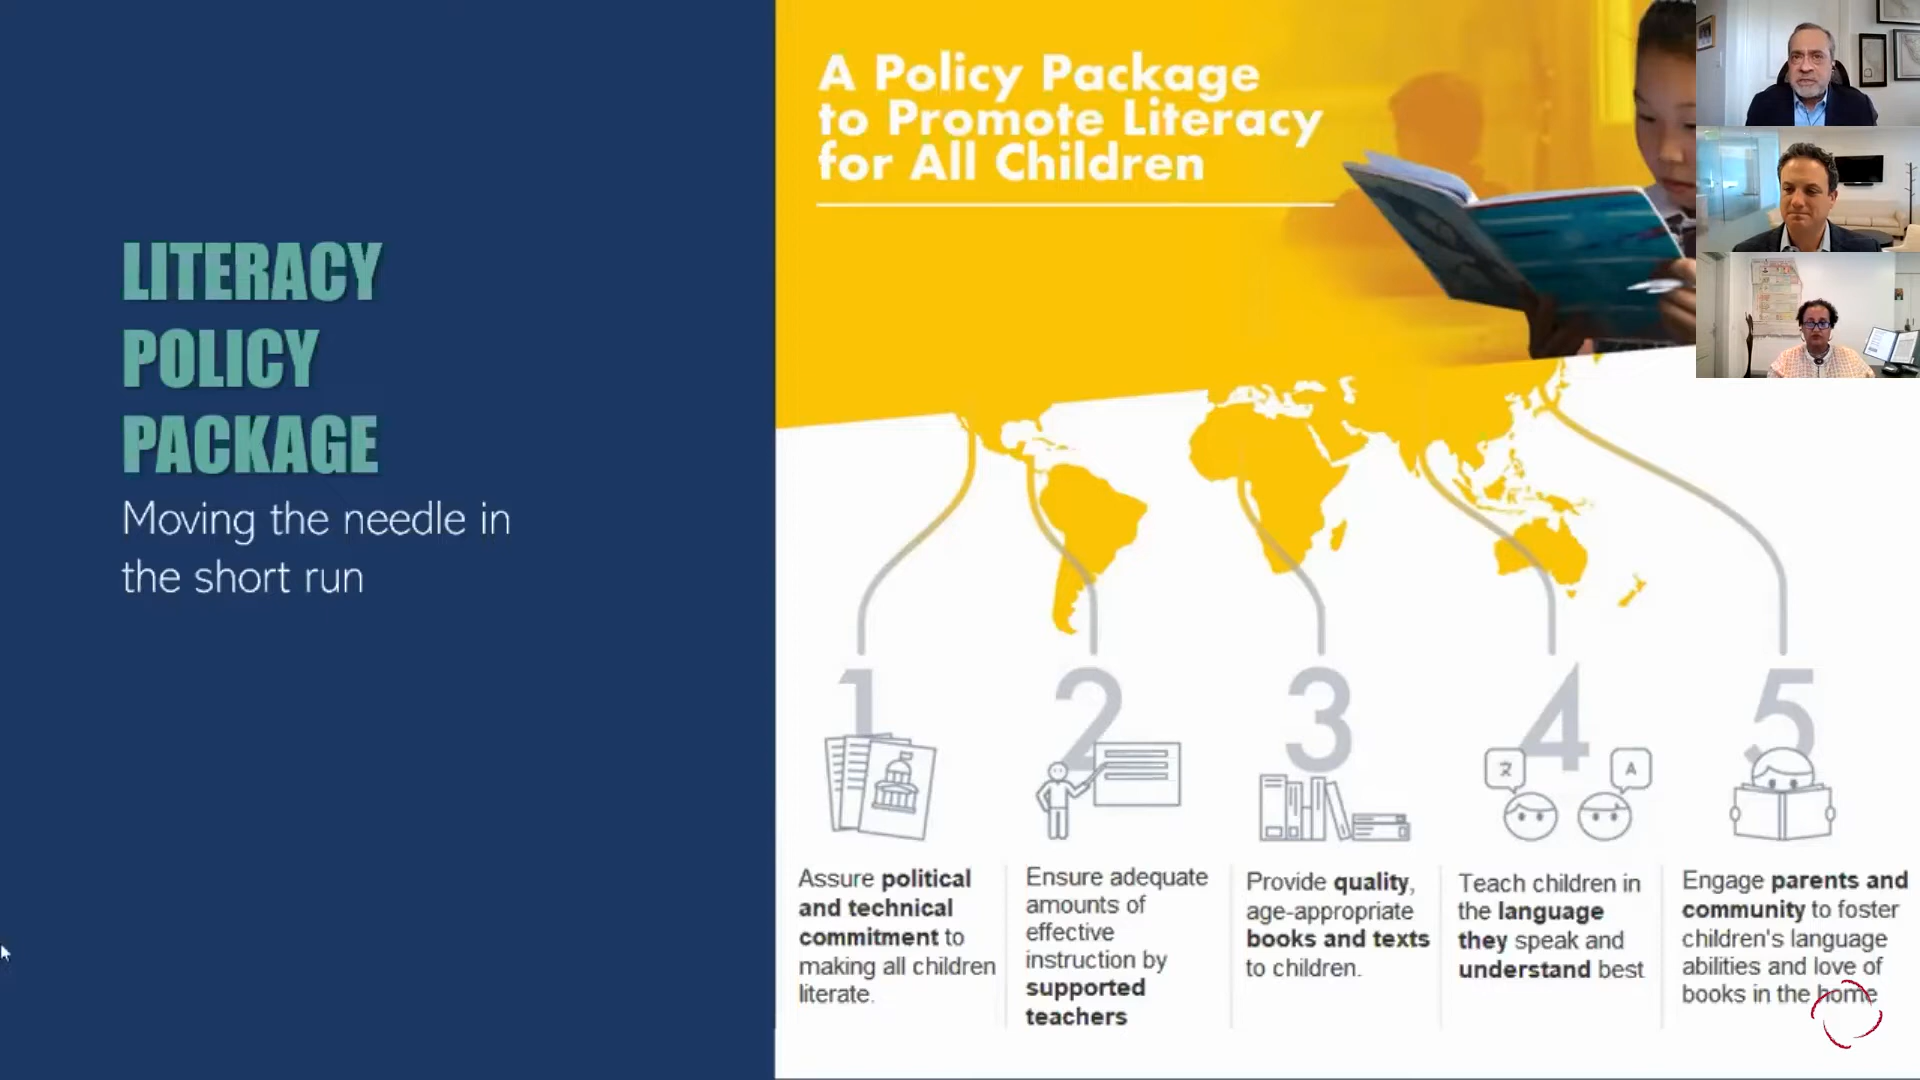 LITERACY
POLICY
PACKAGE
Moving the needle in
the short run
A Policy Package
to Promote Literacy
for All Children
1
Assure political
and technical
commitment to
making all children
literate.
2
Ensure adequate
amounts of
effective
instruction by
supported
teachers
3
Provide quality,
age-appropriate
books and texts
to children.
4
文
A
Teach children in
the language
they speak and
understand best
5
Engage parents and
community to foster
children's language
abilities and love of
books in the home